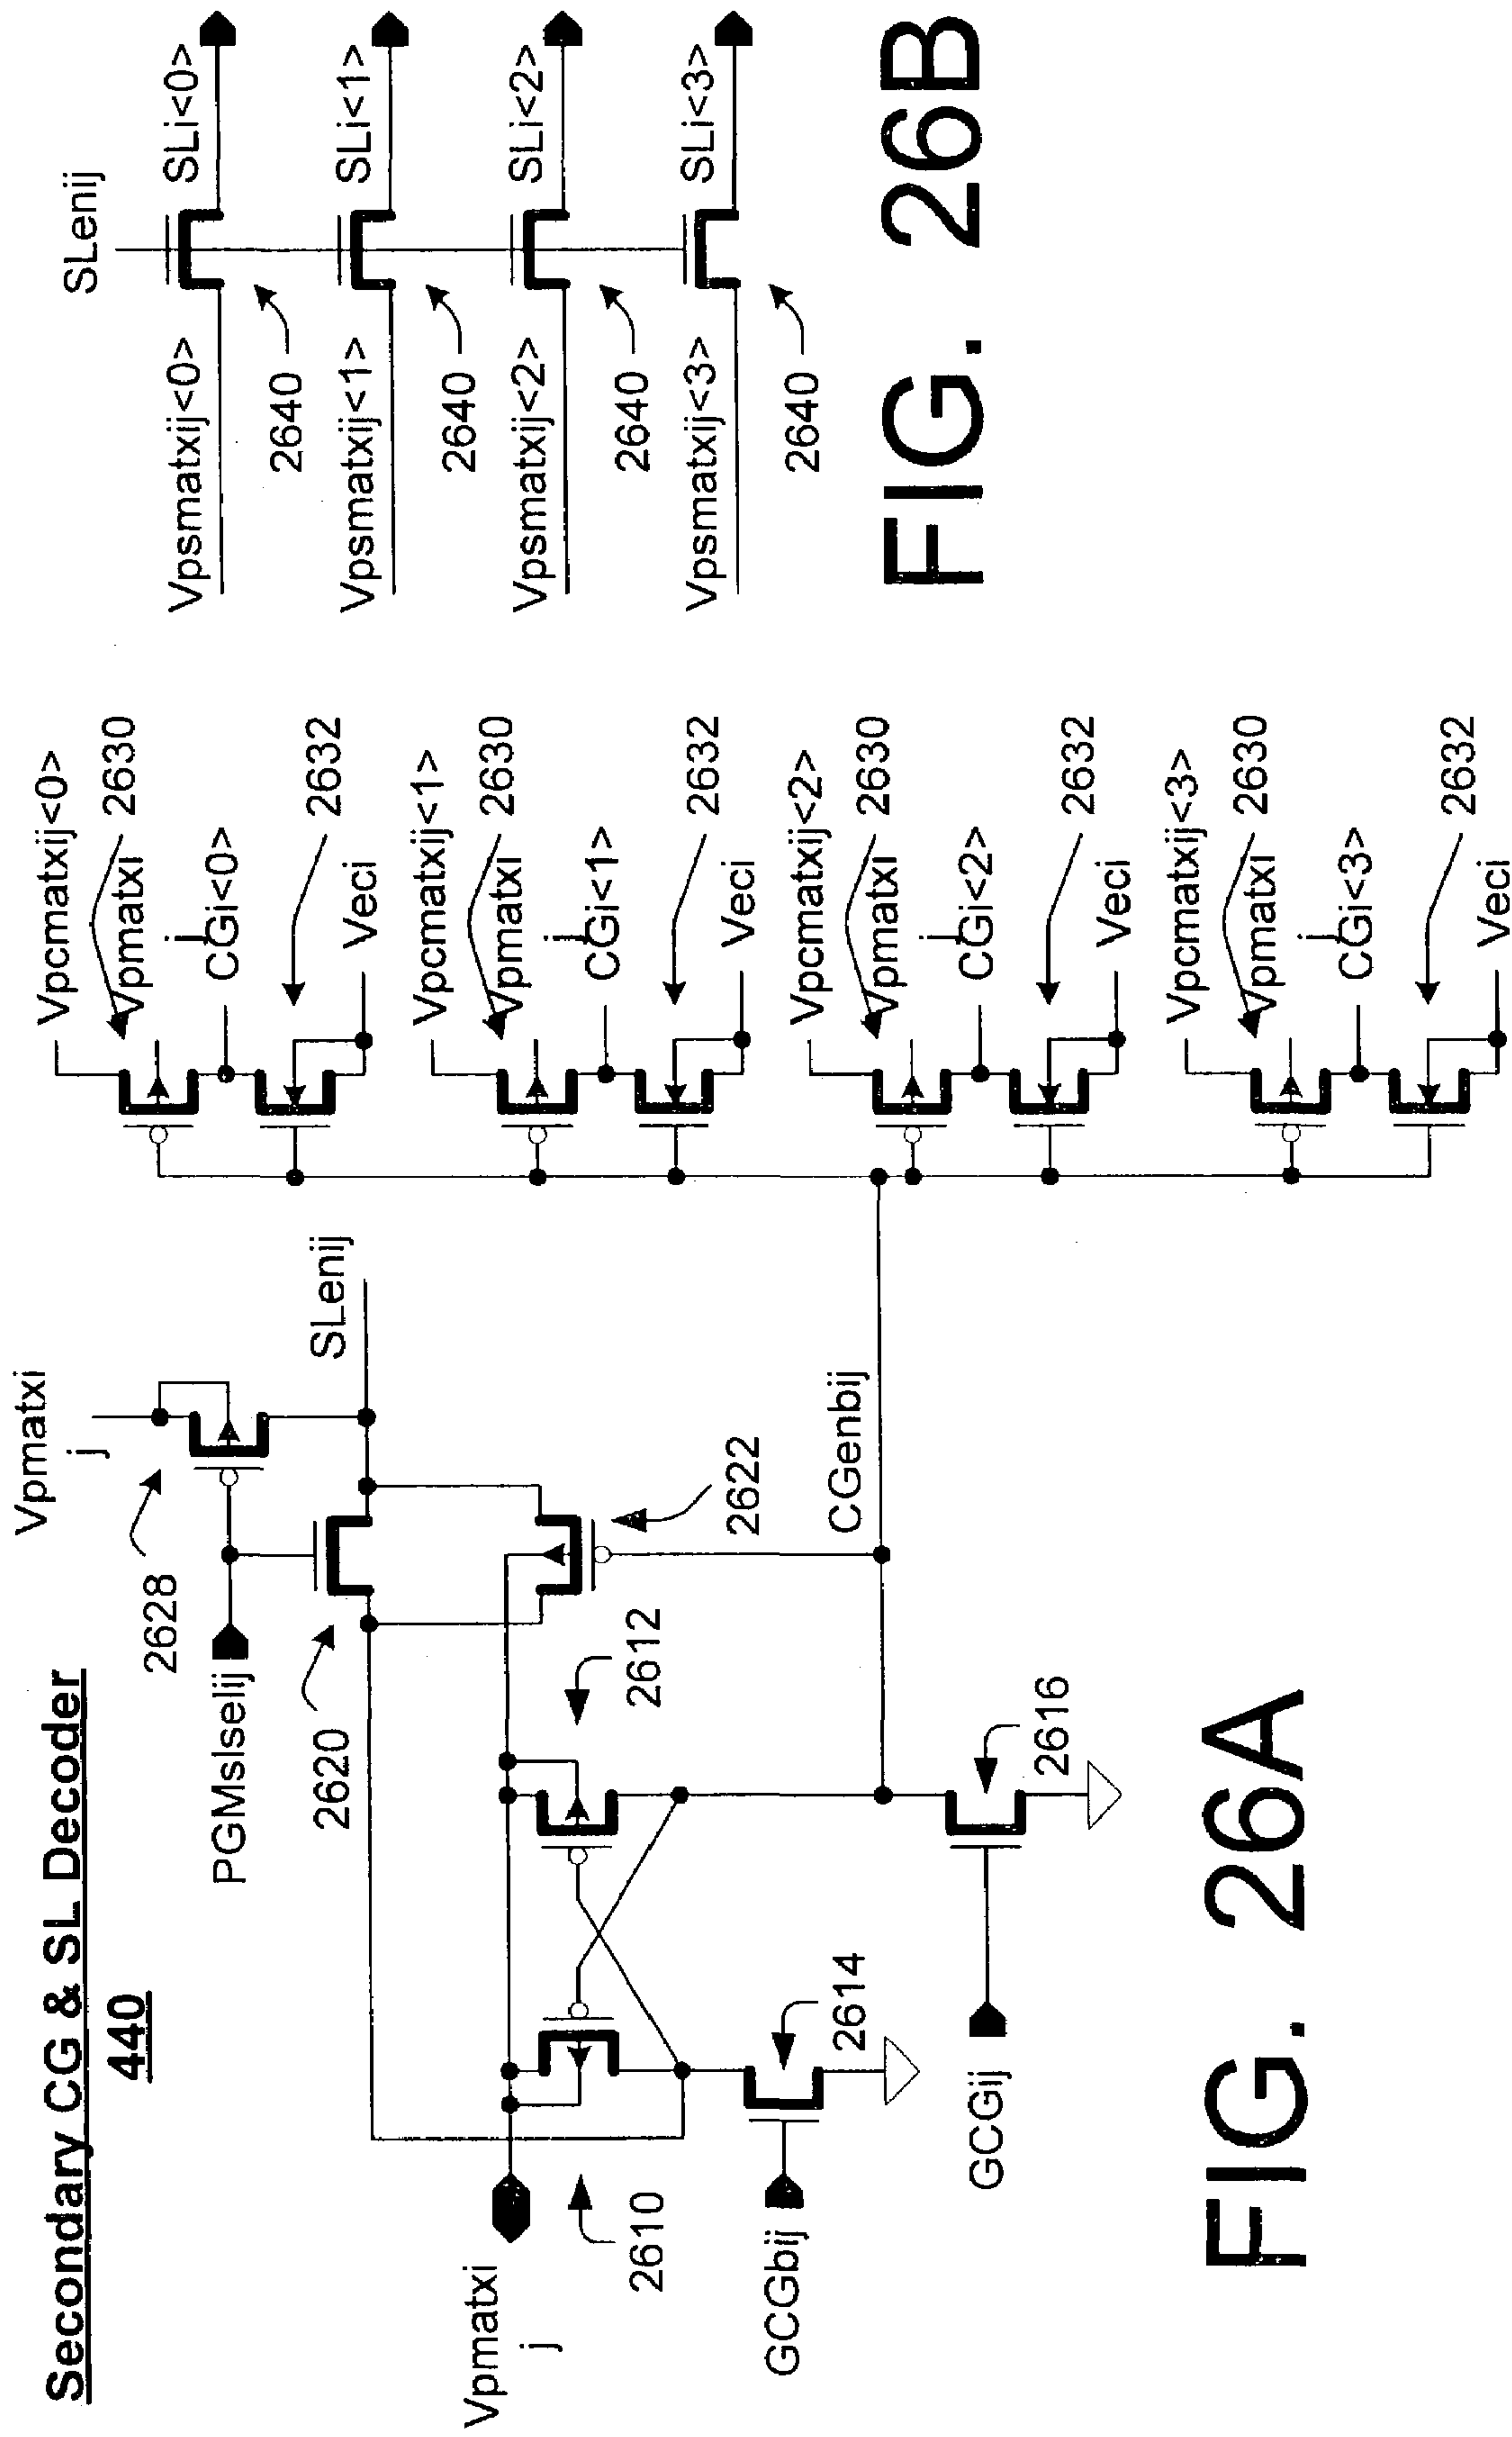 Secondary CG & SL Decoder
440
Vpmatxi
j
2628
PGMslselij
SLenij
2620
2622
2612
Vpmatxi
j
2610
GCGbij
2614
GCGij
2616
CGenbij
Vpcmatxij<0>
2630
Vpmatxi
j
CGi<0>
2632
Veci
Vpcmatxij<1>
2630
Vpmatxi
j
CGi<1>
2632
Veci
Vpcmatxij<2>
2630
Vpmatxi
j
CGi<2>
2632
Veci
Vpcmatxij<3>
2630
Vpmatxi
j
CGi<3>
2632
Veci
FIG. 26A
SLenij
Vpsmatxij<0>
SLi<0>
2640
Vpsmatxij<1>
SLi<1>
2640
Vpsmatxij<2>
SLi<2>
2640
Vpsmatxij<3>
SLi<3>
2640
FIG. 26B